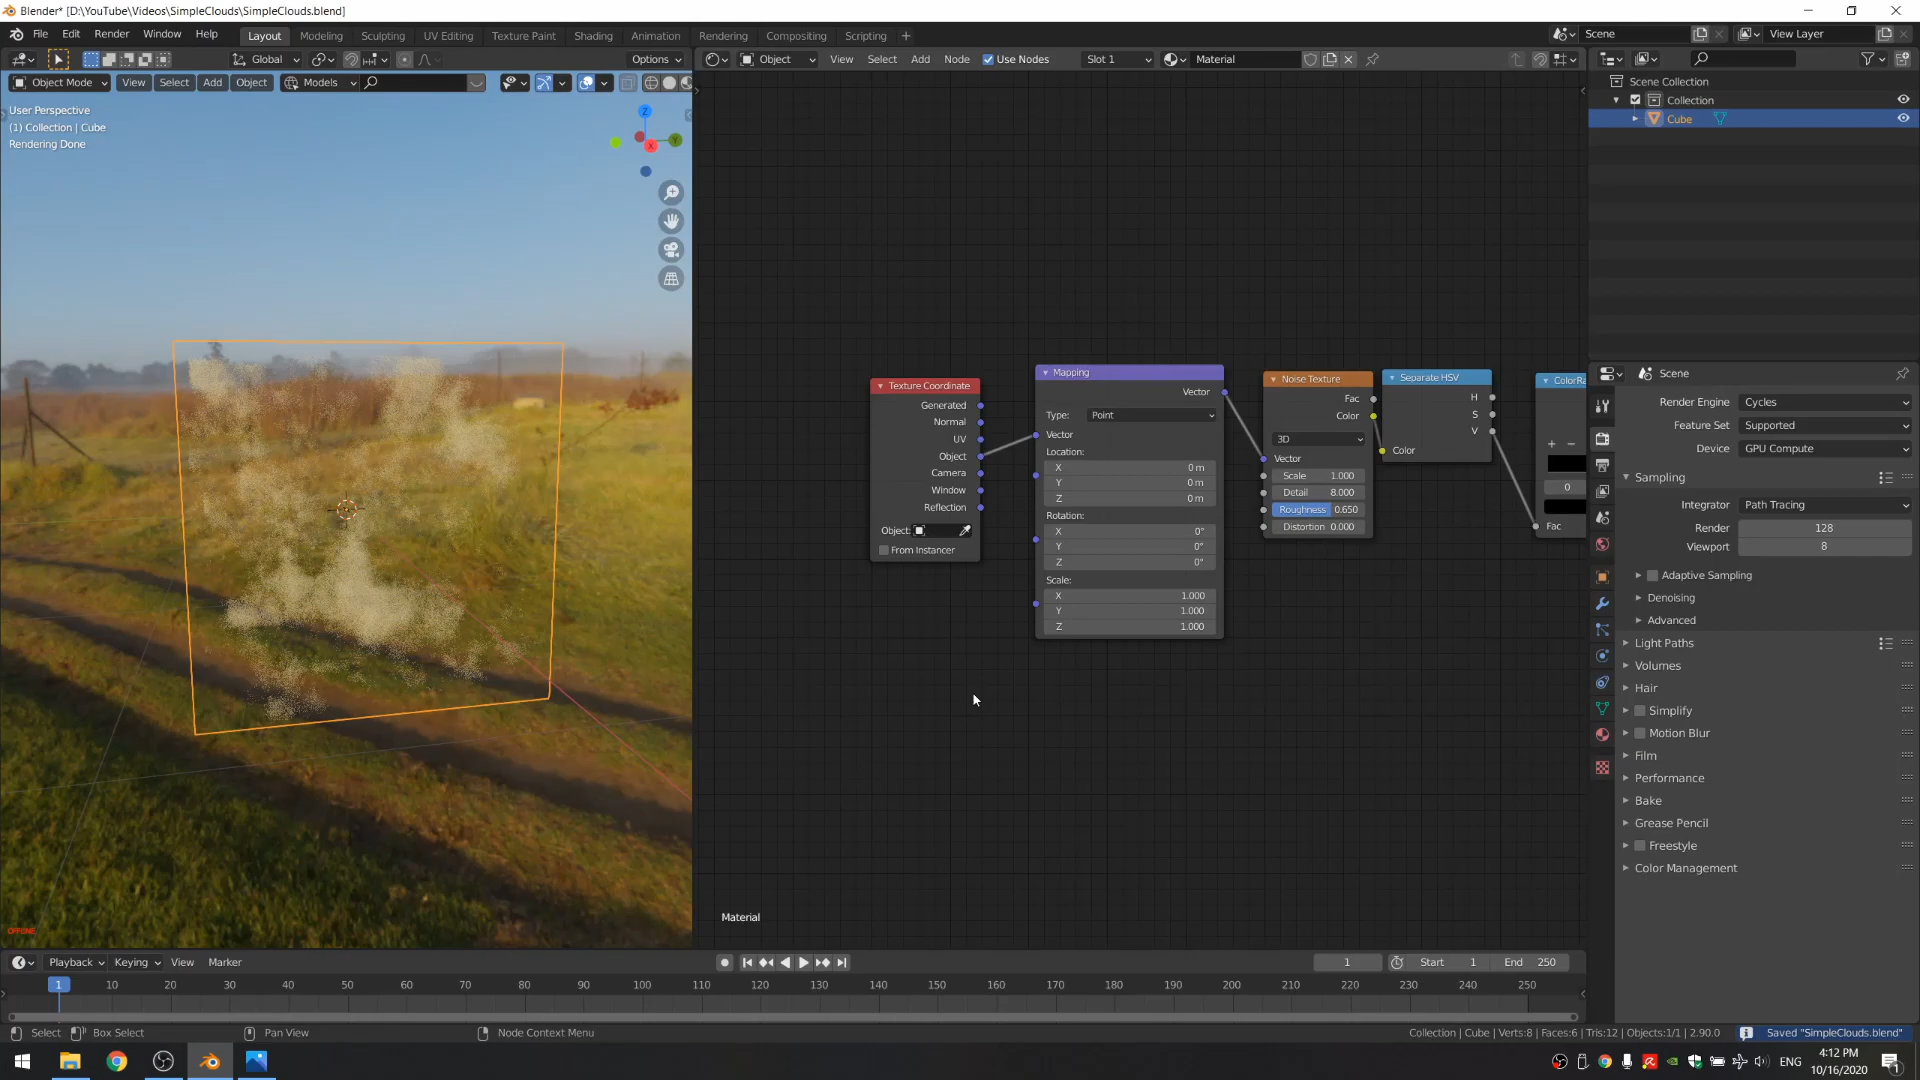 Blender* [D:\YouTube\Videos\SimpleClouds\SimpleClouds.blend]
File Edit Render Window Help Layout Modeling Sculpting UV Editing Texture Paint Shading Animation Rendering Compositing Scripting + Scene View Layer
Global Options
Object View Select Add Node Use Nodes Slot 1 Material
Object Mode View Select Add Object Models
User Perspective
(1) Collection | Cube
Rendering Done
Z
Y
X
Scene Collection
Collection
Cube
Texture Coordinate
Generated
Normal
UV
Object
Camera
Window
Reflection
Object:
From Instancer
Mapping
Vector
Type: Point
Vector
Location:
X 0 m
Y 0 m
Z 0 m
Rotation:
X 0°
Y 0°
Z 0°
Scale:
X 1.000
Y 1.000
Z 1.000
Noise Texture
Fac
Color
3D
Vector
Scale 1.000
Detail 8.000
Roughness 0.650
Distortion 0.000
Separate HSV
H
S
V
Color
ColorRa
0
Fac
Material
Scene
Render Engine Cycles
Feature Set Supported
Device GPU Compute
Sampling
Integrator Path Tracing
Render 128
Viewport 8
Adaptive Sampling
Denoising
Advanced
Light Paths
Volumes
Hair
Simplify
Motion Blur
Film
Performance
Bake
Grease Pencil
Freestyle
Color Management
OFFLINE
Playback Keying View Marker 1 Start 1 End 250
1 10 20 30 40 50 60 70 80 90 100 110 120 130 140 150 160 170 180 190 200 210 220 230 240 250
Select Box Select Pan View Node Context Menu Collection | Cube | Verts:8 | Faces:6 | Tris:12 | Objects:1/1 | 2.90.0 Saved "SimpleClouds.blend"
ENG
4:12 PM
10/16/2020
1